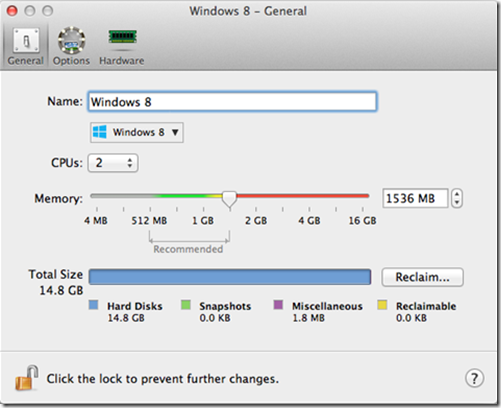 Windows 8 – General
General Options Hardware
Name: Windows 8
Windows 8
CPUs: 2
Memory: 1536 MB
4 MB 512 MB 1 GB 2 GB 4 GB 16 GB
Recommended
Total Size
14.8 GB
Reclaim...
Hard Disks Snapshots Miscellaneous Reclaimable
14.8 GB 0.0 KB 1.8 MB 0.0 KB
Click the lock to prevent further changes. ?